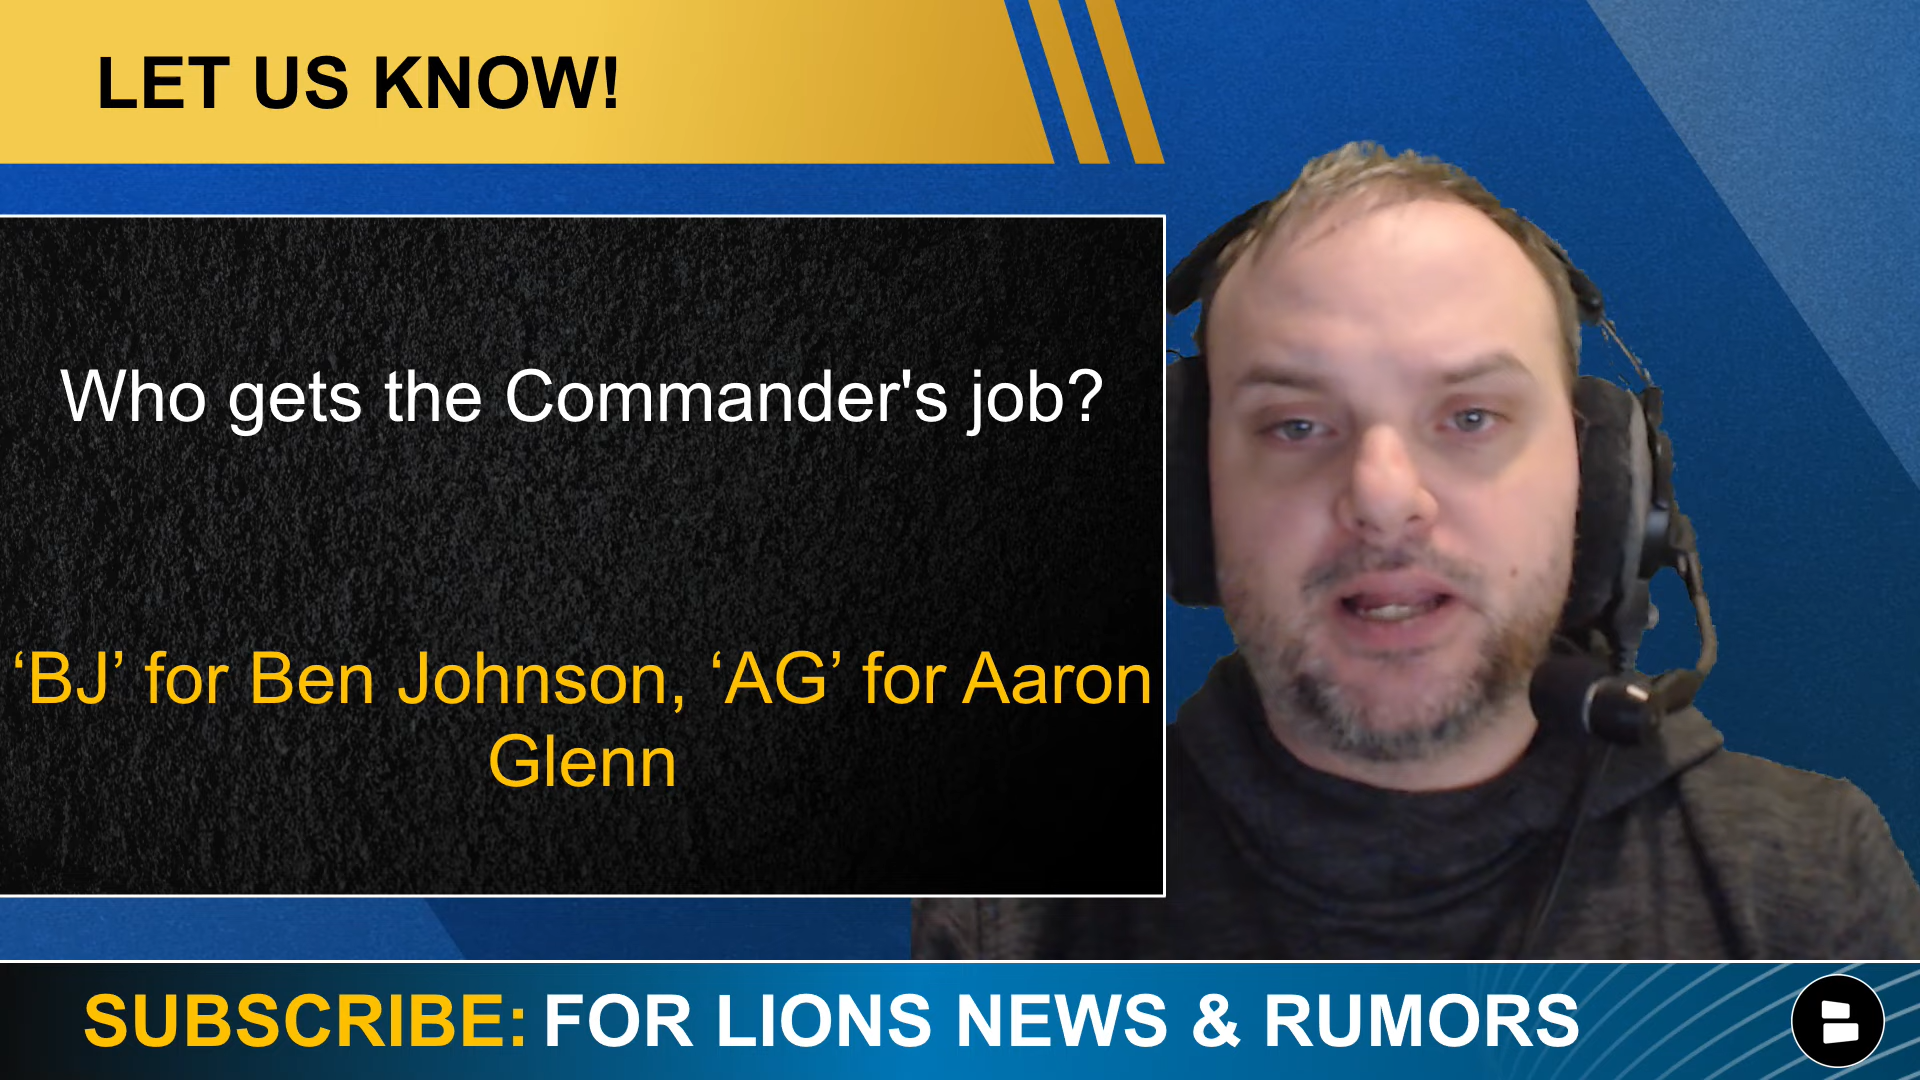 LET US KNOW!
Who gets the Commander's job?
‘BJ’ for Ben Johnson, ‘AG’ for Aaron
Glenn
SUBSCRIBE: FOR LIONS NEWS & RUMORS